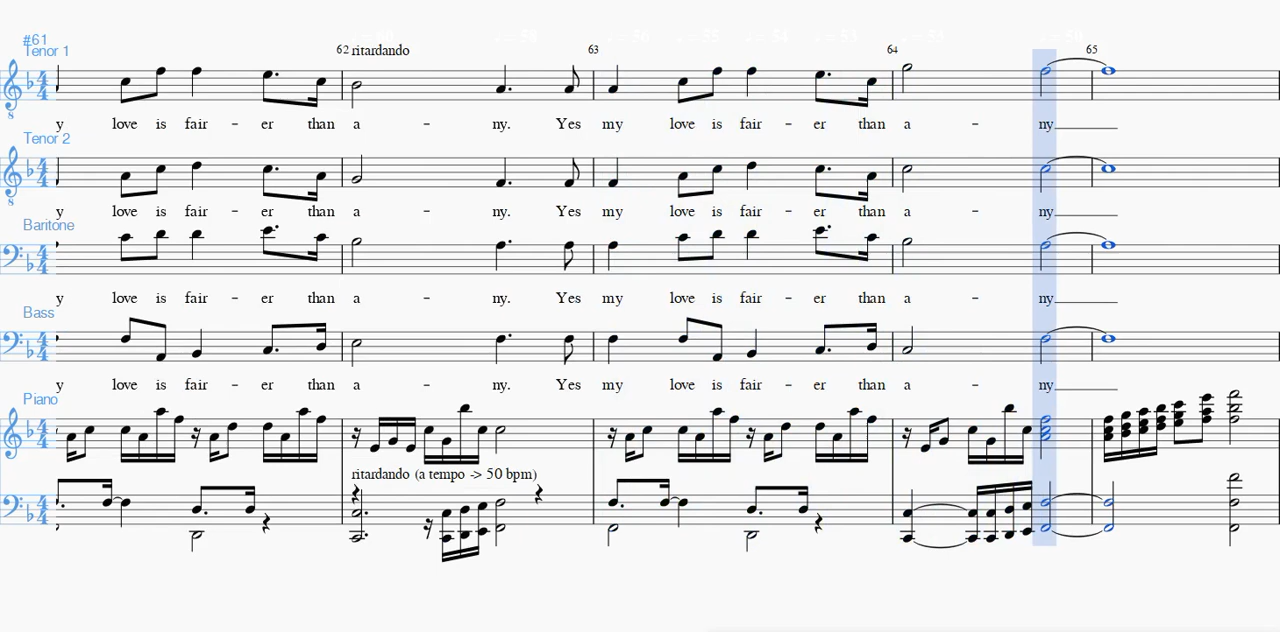 #61
Tenor 1
62 ritardando
63
64
65
y love is fair - er than a - ny. Yes my love is fair - er than a - ny
Tenor 2
y love is fair - er than a - ny. Yes my love is fair - er than a - ny
Baritone
y love is fair - er than a - ny. Yes my love is fair - er than a - ny
Bass
y love is fair - er than a - ny. Yes my love is fair - er than a - ny
Piano
ritardando (a tempo -> 50 bpm)